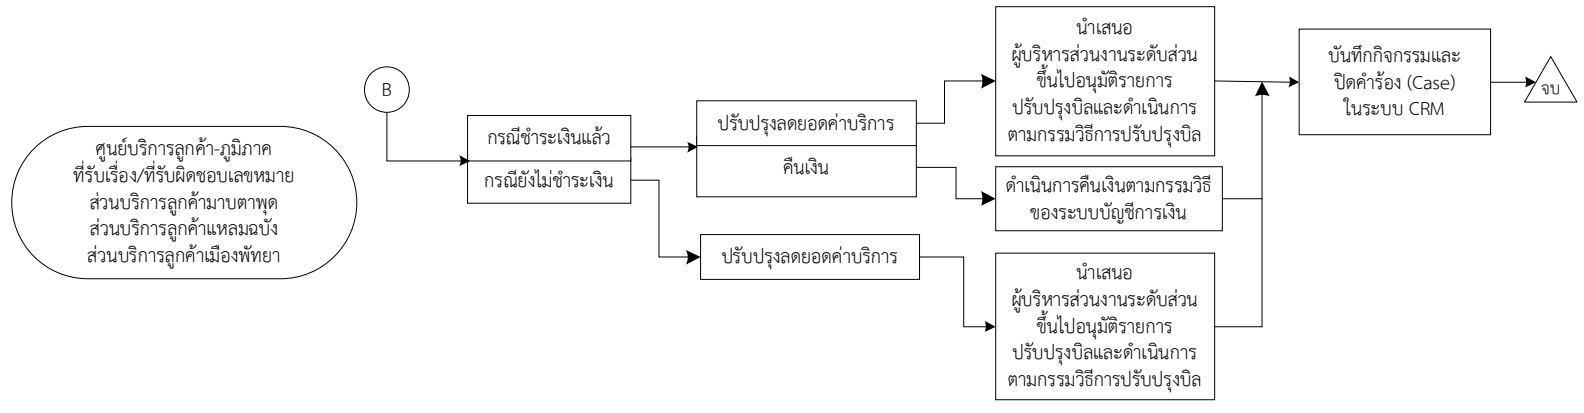 ศูนย์บริการลูกค้า-ภูมิภาค
ที่รับเรื่อง/ที่รับผิดชอบเลขหมาย
ส่วนบริการลูกค้ามาบตาพุด
ส่วนบริการลูกค้าแหลมฉบัง
ส่วนบริการลูกค้าเมืองพัทยา
B
กรณีชำระเงินแล้ว
กรณียังไม่ชำระเงิน
ปรับปรุงลดยอดค่าบริการ
คืนเงิน
ปรับปรุงลดยอดค่าบริการ
นำเสนอ
ผู้บริหารส่วนงานระดับส่วน
ขึ้นไปอนุมัติรายการ
ปรับปรุงบิลและดำเนินการ
ตามกรรมวิธีการปรับปรุงบิล
ดำเนินการคืนเงินตามกรรมวิธี
ของระบบบัญชีการเงิน
นำเสนอ
ผู้บริหารส่วนงานระดับส่วน
ขึ้นไปอนุมัติรายการ
ปรับปรุงบิลและดำเนินการ
ตามกรรมวิธีการปรับปรุงบิล
บันทึกกิจกรรมและ
ปิดคำร้อง (Case)
ในระบบ CRM
จบ